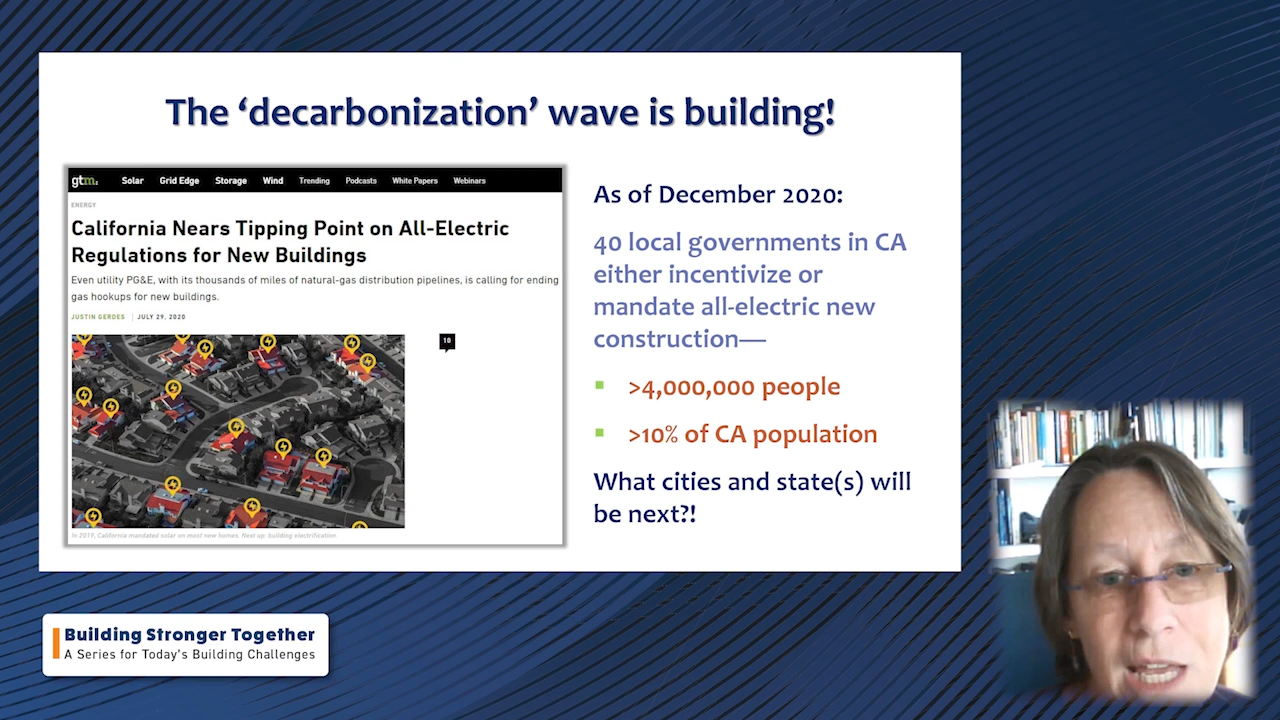 The ‘decarbonization’ wave is building!
gtm: Solar Grid Edge Storage Wind Trending Podcasts White Papers Webinars
ENERGY
California Nears Tipping Point on All-Electric
Regulations for New Buildings
Even utility PG&E, with its thousands of miles of natural-gas distribution pipelines, is calling for ending
gas hookups for new buildings.
JUSTIN GERDES | JULY 29, 2020
10
In 2019, California mandated solar on most new homes. Next up: building electrification.
As of December 2020:
40 local governments in CA
either incentivize or
mandate all-electric new
construction—
>4,000,000 people
>10% of CA population
What cities and state(s) will
be next?!
Building Stronger Together
A Series for Today's Building Challenges